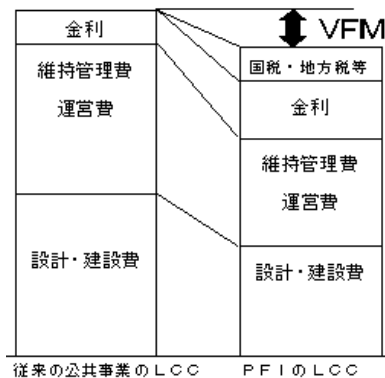 VFM
金利
維持管理費
運営費
設計・建設費
国税・地方税等
金利
維持管理費
運営費
設計・建設費
従来の公共事業のＬＣＣ
ＰＦＩのＬＣＣ